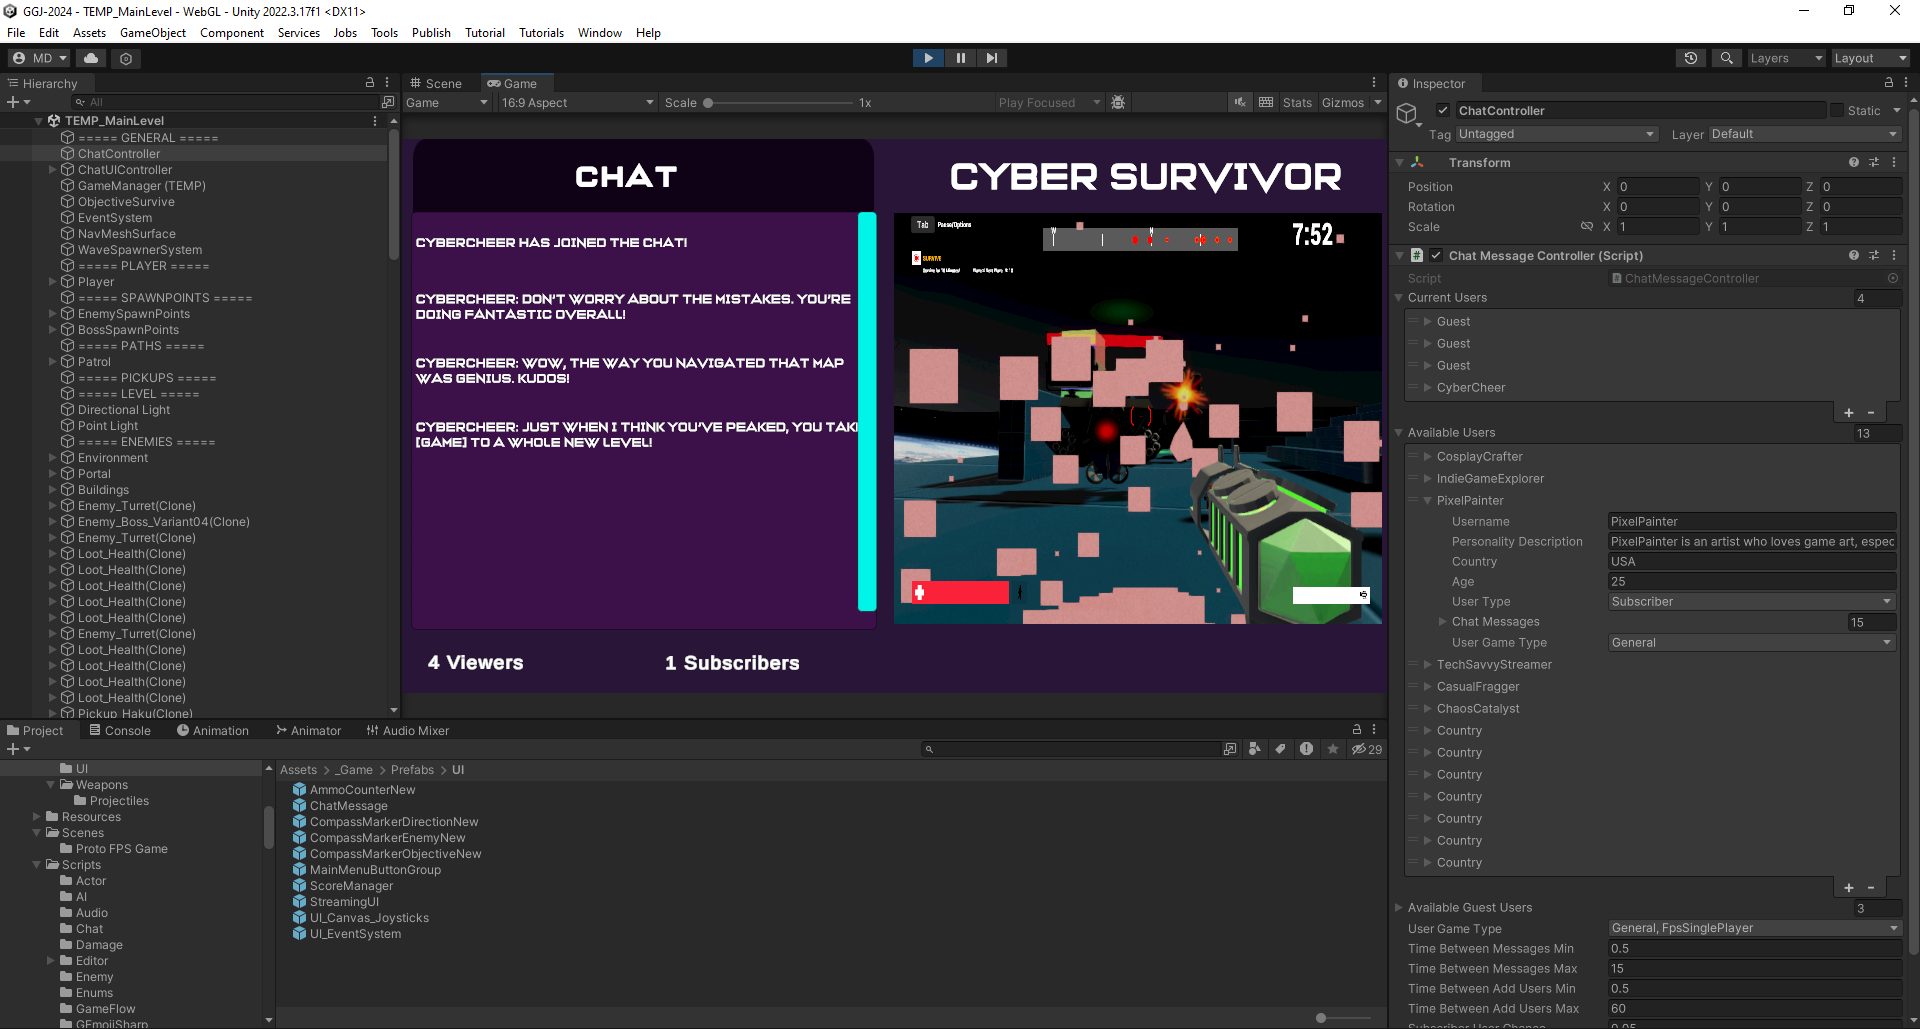 GGJ-2024 - TEMP_MainLevel - WebGL - Unity 2022.3.17f1 <DX11>
File Edit Assets GameObject Component Services Jobs Tools Publish Tutorial Tutorials Window Help
MD
Layers Layout
Hierarchy
All
TEMP_MainLevel
===== GENERAL =====
ChatController
ChatUIController
GameManager (TEMP)
ObjectiveSurvive
EventSystem
NavMeshSurface
WaveSpawnerSystem
===== PLAYER =====
Player
===== SPAWNPOINTS =====
EnemySpawnPoints
BossSpawnPoints
===== PATHS =====
Patrol
===== PICKUPS =====
===== LEVEL =====
Directional Light
Point Light
===== ENEMIES =====
Environment
Portal
Buildings
Enemy_Turret(Clone)
Enemy_Boss_Variant04(Clone)
Enemy_Turret(Clone)
Loot_Health(Clone)
Loot_Health(Clone)
Loot_Health(Clone)
Loot_Health(Clone)
Loot_Health(Clone)
Enemy_Turret(Clone)
Loot_Health(Clone)
Loot_Health(Clone)
Loot_Health(Clone)
Loot_Health(Clone)
Pickup_Haku(Clone)
Scene Game
Game 16:9 Aspect Scale 1x Play Focused Stats Gizmos
CHAT
CYBERCHEER HAS JOINED THE CHAT!
CYBERCHEER: DON'T WORRY ABOUT THE MISTAKES. YOU'RE
DOING FANTASTIC OVERALL!
CYBERCHEER: WOW, THE WAY YOU NAVIGATED THAT MAP
WAS GENIUS. KUDOS!
CYBERCHEER: JUST WHEN I THINK YOU'VE PEAKED, YOU TAK
[GAME] TO A WHOLE NEW LEVEL!
4 Viewers 1 Subscribers
CYBER SURVIVOR
Tab Pause/Options
7:52
SURVIVE
Inspector
ChatController Static
Tag Untagged Layer Default
Transform
Position X 0 Y 0 Z 0
Rotation X 0 Y 0 Z 0
Scale X 1 Y 1 Z 1
Chat Message Controller (Script)
Script ChatMessageController
Current Users 4
Guest
Guest
Guest
CyberCheer
+ -
Available Users 13
CosplayCrafter
IndieGameExplorer
PixelPainter
Username PixelPainter
Personality Description PixelPainter is an artist who loves game art, espec
Country USA
Age 25
User Type Subscriber
Chat Messages 15
User Game Type General
TechSavvyStreamer
CasualFragger
ChaosCatalyst
Country
Country
Country
Country
Country
Country
Country
+ -
Available Guest Users 3
User Game Type General, FpsSinglePlayer
Time Between Messages Min 0.5
Time Between Messages Max 15
Time Between Add Users Min 0.5
Time Between Add Users Max 60
Subscriber User Chance 0.05
Project Console Animation Animator Audio Mixer
29
UI
Weapons
Projectiles
Resources
Scenes
Proto FPS Game
Scripts
Actor
AI
Audio
Chat
Damage
Editor
Enemy
Enums
GameFlow
GEmojiSharp
Assets > _Game > Prefabs > UI
AmmoCounterNew
ChatMessage
CompassMarkerDirectionNew
CompassMarkerEnemyNew
CompassMarkerObjectiveNew
MainMenuButtonGroup
ScoreManager
StreamingUI
UI_Canvas_Joysticks
UI_EventSystem